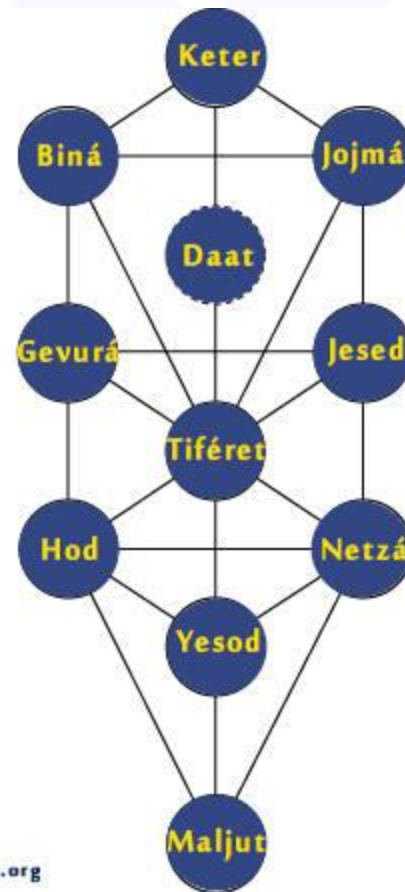 Keter
Biná
Jojmá
Daat
Gevurá
Jesed
Tiféret
Hod
Netzá
Yesod
Maljut
.org